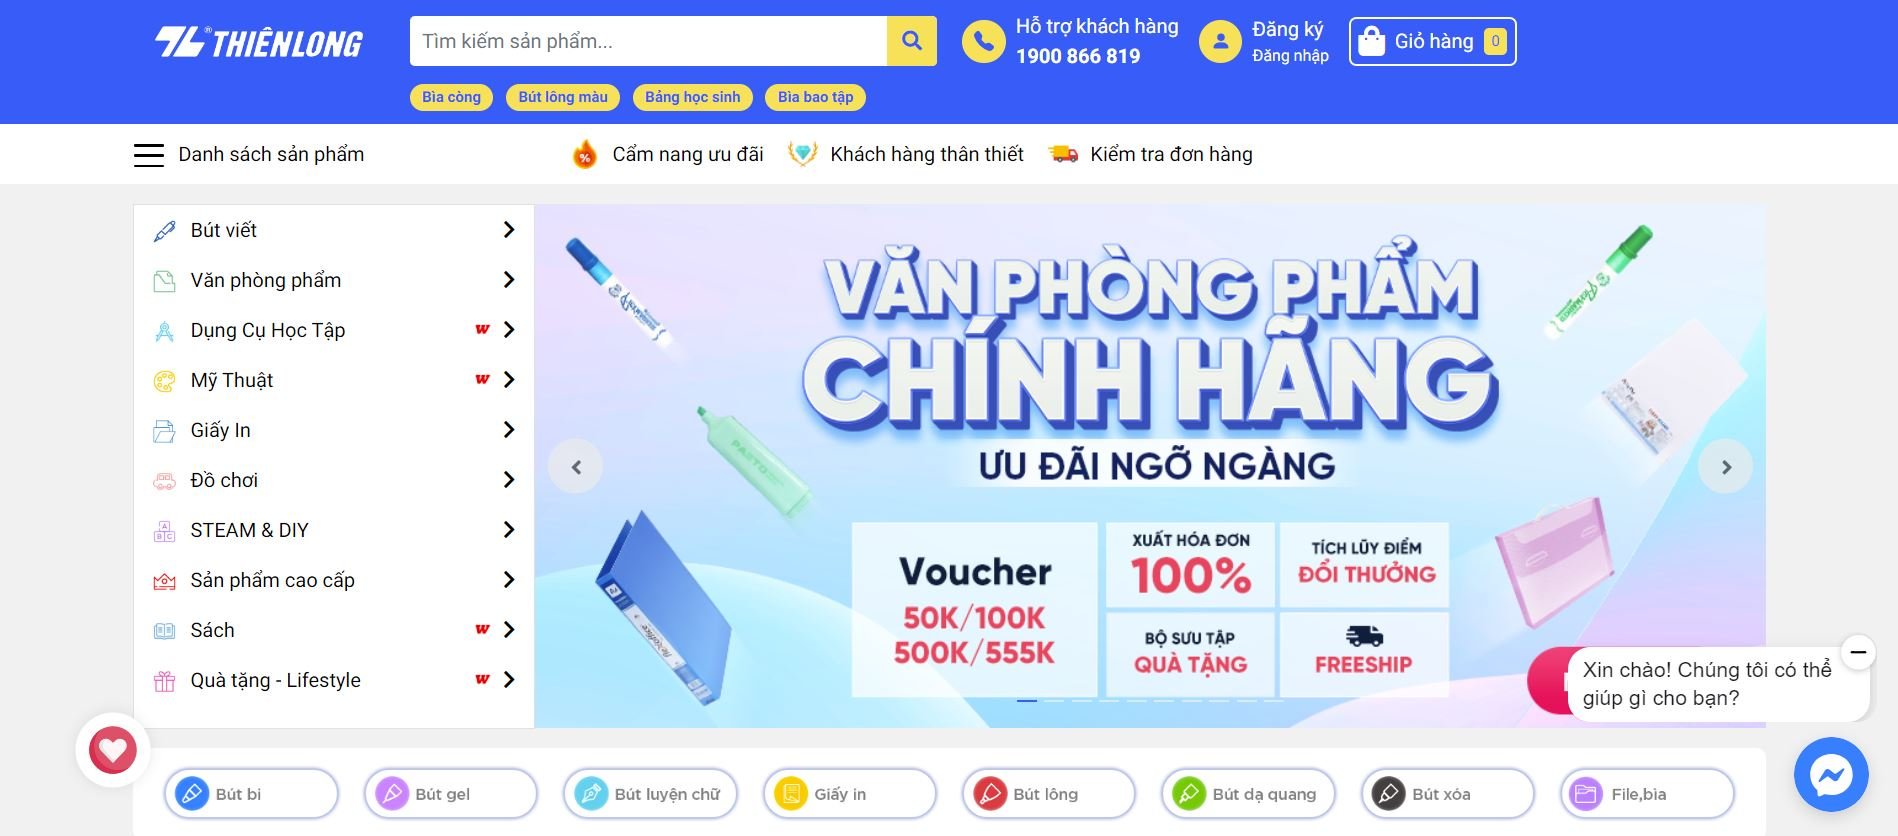 THIÊN LONG
Tìm kiếm sản phẩm...
Hỗ trợ khách hàng
1900 866 819
Đăng ký
Đăng nhập
Giỏ hàng 0
Bìa còng
Bút lông màu
Bảng học sinh
Bìa bao tập
Danh sách sản phẩm
Cẩm nang ưu đãi
Khách hàng thân thiết
Kiểm tra đơn hàng
Bút viết
Văn phòng phẩm
Dụng Cụ Học Tập
Mỹ Thuật
Giấy In
Đồ chơi
STEAM & DIY
Sản phẩm cao cấp
Sách
Quà tặng - Lifestyle
VĂN PHÒNG PHẨM
CHÍNH HÃNG
ƯU ĐÃI NGỠ NGÀNG
Voucher
50K/100K
500K/555K
XUẤT HÓA ĐƠN
100%
TÍCH LŨY ĐIỂM
ĐỔI THƯỞNG
BỘ SƯU TẬP
QUÀ TẶNG
FREESHIP
Xin chào! Chúng tôi có thể
giúp gì cho bạn?
Bút bi
Bút gel
Bút luyện chữ
Giấy in
Bút lông
Bút dạ quang
Bút xóa
File,bìa